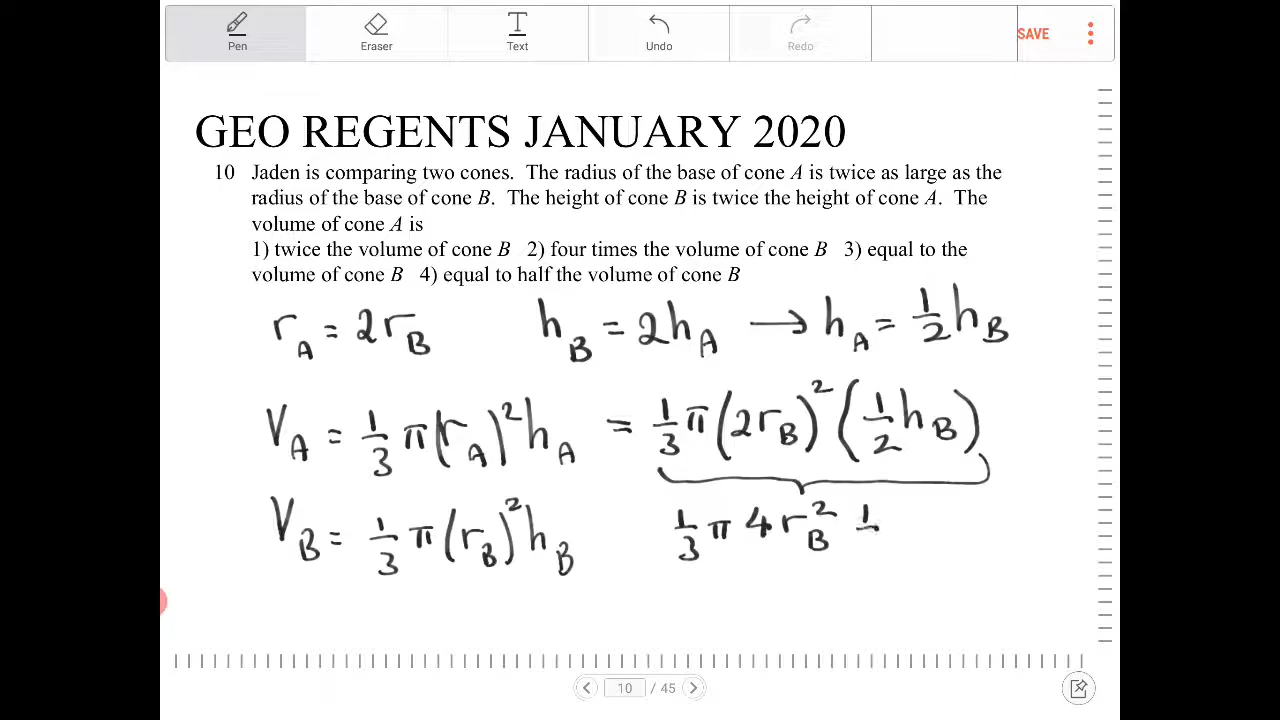 Pen Eraser Text Undo Redo SAVE
GEO REGENTS JANUARY 2020
10 Jaden is comparing two cones. The radius of the base of cone A is twice as large as the
radius of the base of cone B. The height of cone B is twice the height of cone A. The
volume of cone A is
1) twice the volume of cone B 2) four times the volume of cone B 3) equal to the
volume of cone B 4) equal to half the volume of cone B
r_A = 2r_B h_B = 2h_A → h_A = 1/2 h_B
V_A = 1/3 π(r_A)² h_A = 1/3 π(2r_B)² (1/2 h_B)
V_B = 1/3 π(r_B)² h_B 1/3 π 4 r_B² 1
10 / 45